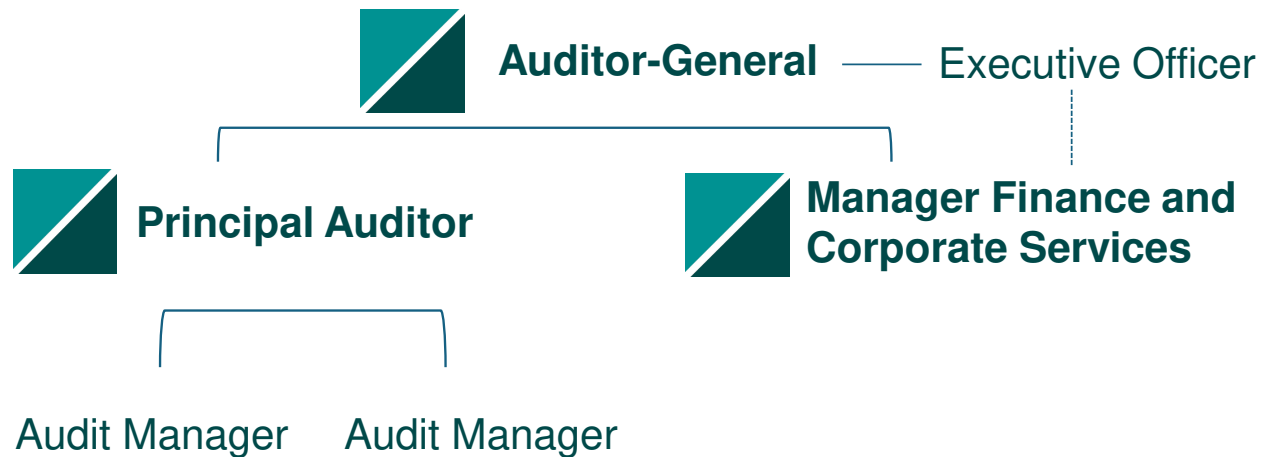 Auditor-General
Executive Officer
Principal Auditor
Manager Finance and
Corporate Services
Audit Manager
Audit Manager